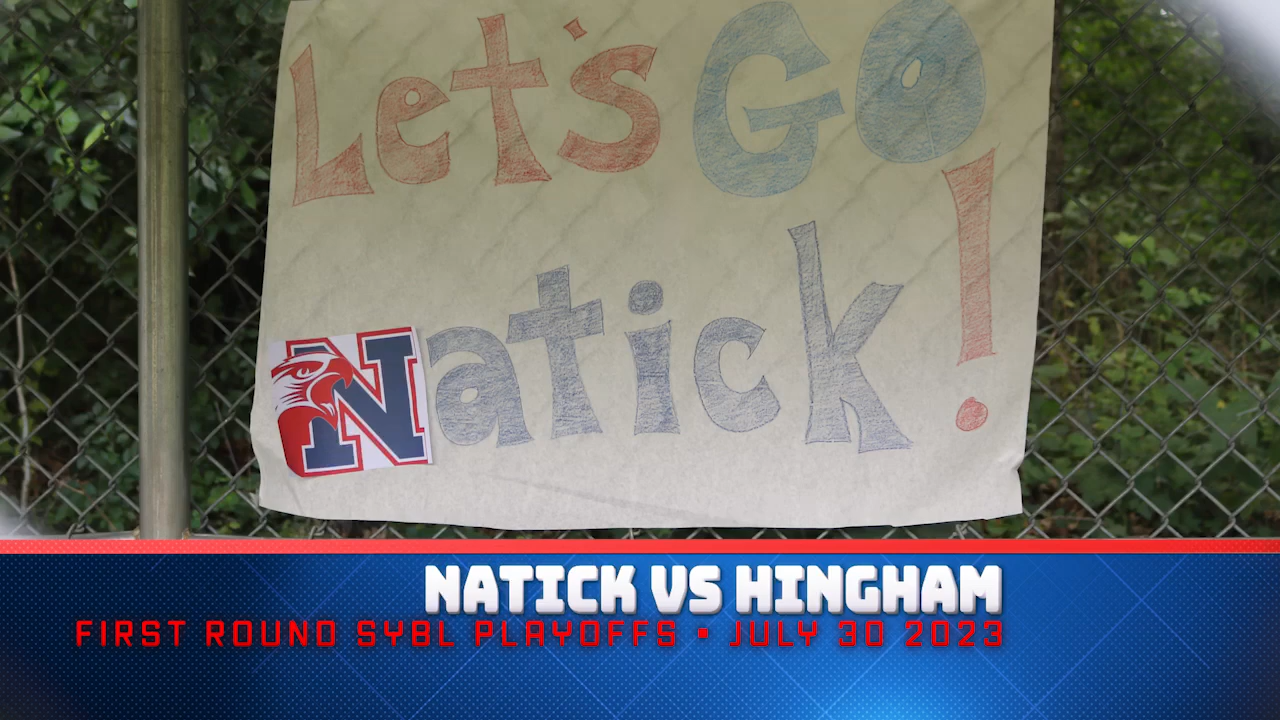 Let's GO
Natick!
NATICK VS HINGHAM
FIRST ROUND SYBL PLAYOFFS • JULY 30 2023